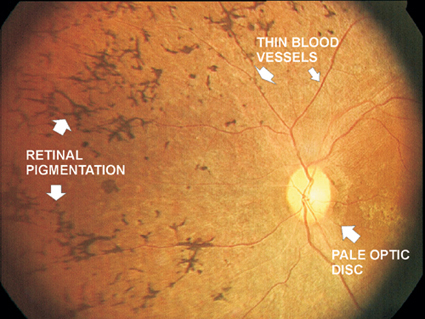 THIN BLOOD
VESSELS
RETINAL
PIGMENTATION
PALE OPTIC
DISC